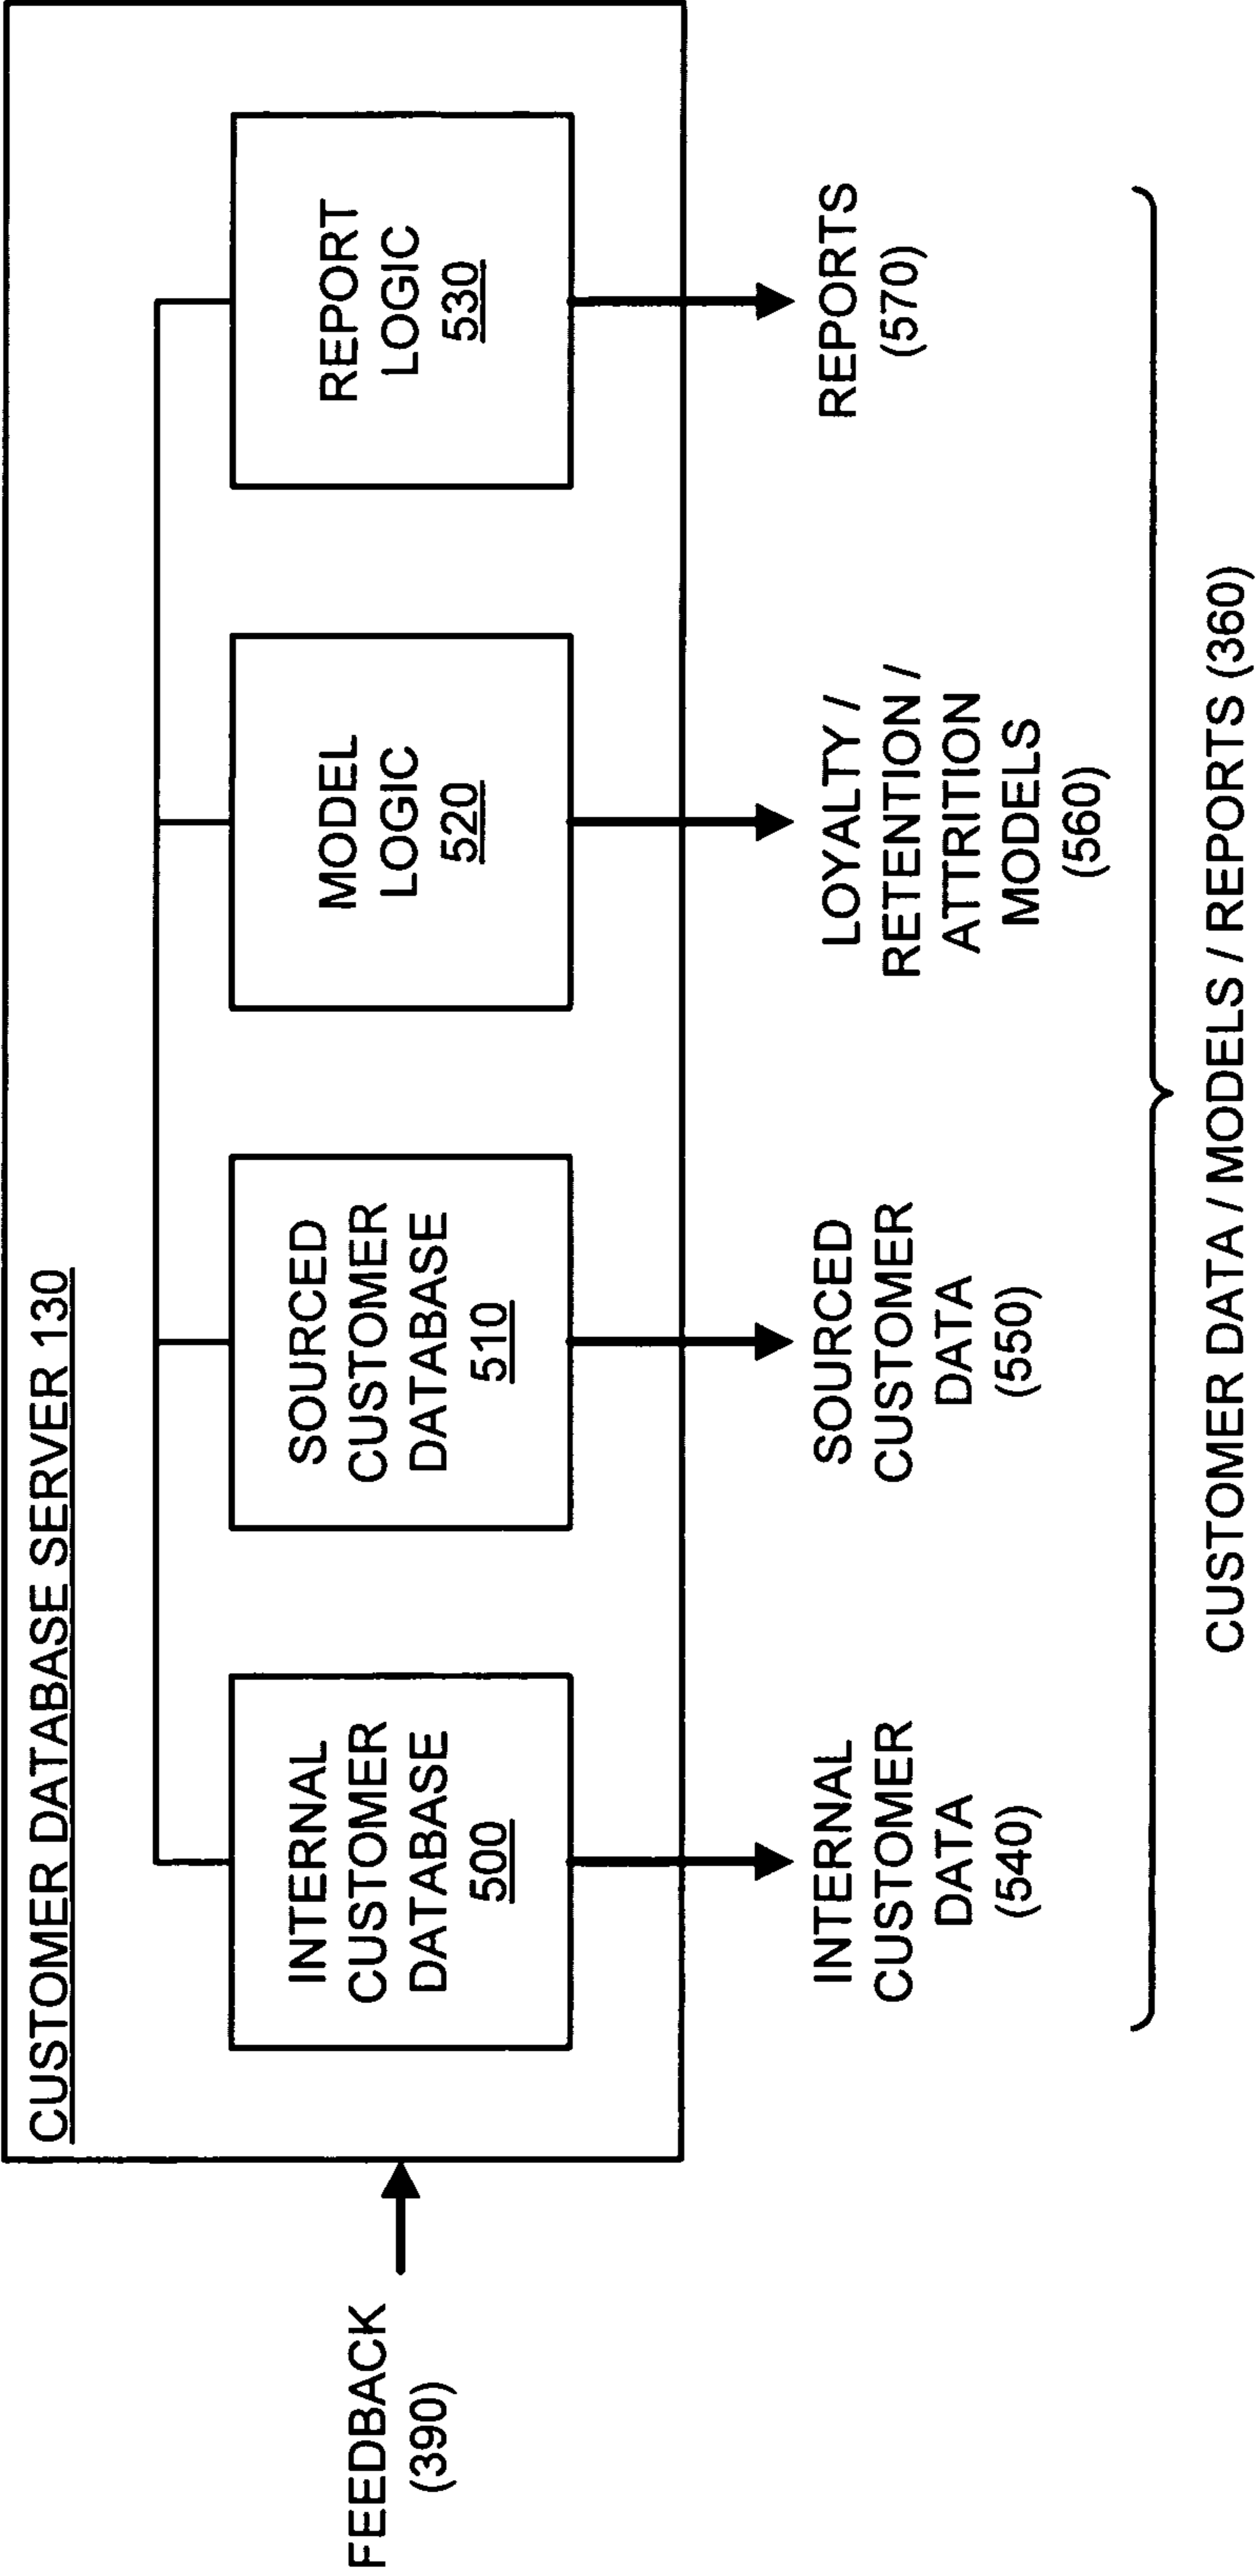 CUSTOMER DATABASE SERVER 130
FEEDBACK
(390)
INTERNAL
CUSTOMER
DATABASE
500
SOURCED
CUSTOMER
DATABASE
510
MODEL
LOGIC
520
REPORT
LOGIC
530
INTERNAL
CUSTOMER
DATA
(540)
SOURCED
CUSTOMER
DATA
(550)
LOYALTY /
RETENTION /
ATTRITION
MODELS
(560)
REPORTS
(570)
CUSTOMER DATA / MODELS / REPORTS (360)